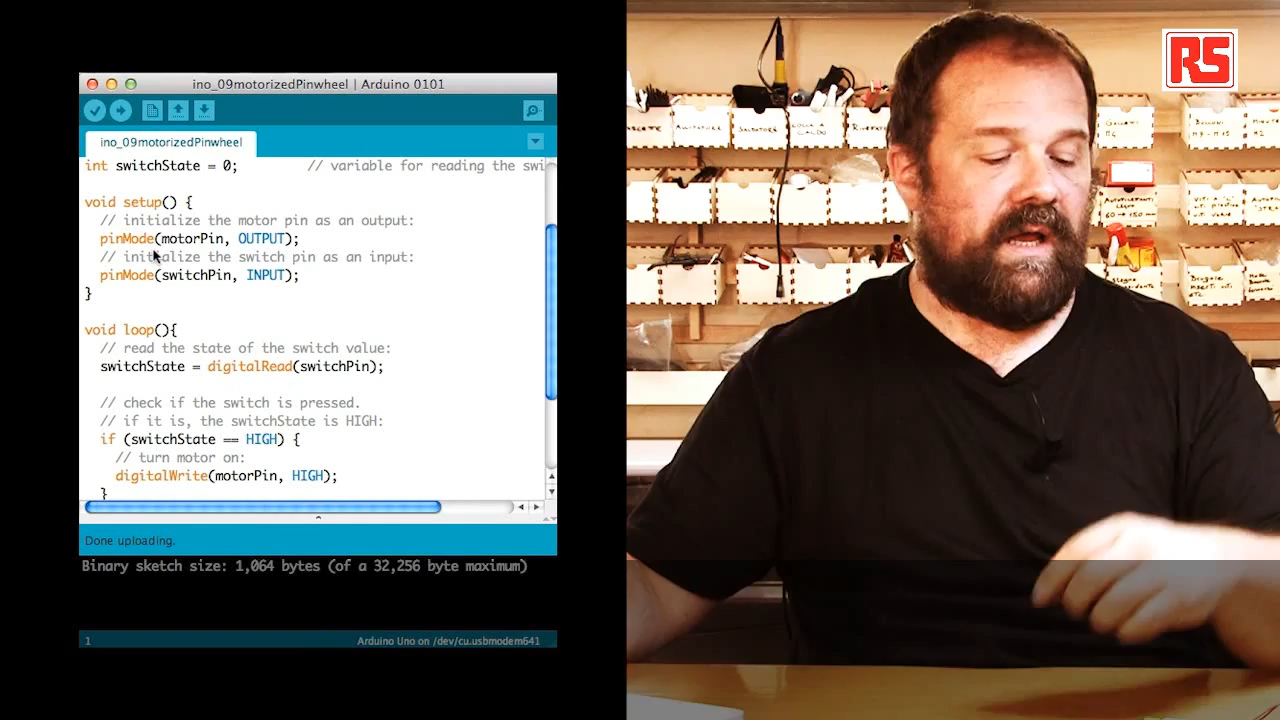 ino_09motorizedPinwheel | Arduino 0101
ino_09motorizedPinwheel
int switchState = 0; // variable for reading the swi
void setup() {
// initialize the motor pin as an output:
pinMode(motorPin, OUTPUT);
// initialize the switch pin as an input:
pinMode(switchPin, INPUT);
}
void loop(){
// read the state of the switch value:
switchState = digitalRead(switchPin);
// check if the switch is pressed.
// if it is, the switchState is HIGH:
if (switchState == HIGH) {
// turn motor on:
digitalWrite(motorPin, HIGH);
}
Done uploading.
Binary sketch size: 1,064 bytes (of a 32,256 byte maximum)
1 Arduino Uno on /dev/cu.usbmodem641
RS